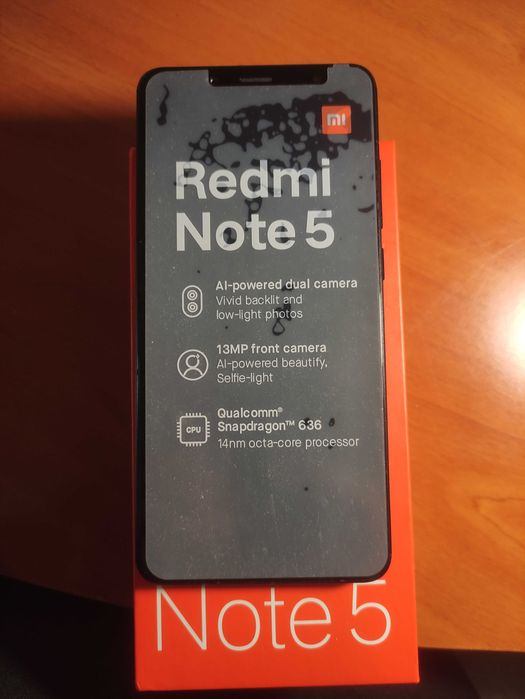 mi
Redmi
Note 5
AI-powered dual camera
Vivid backlit and
low-light photos
13MP front camera
AI-powered beautify,
Selfie-light
CPU
Qualcomm®
Snapdragon™ 636
14nm octa-core processor
Note 5